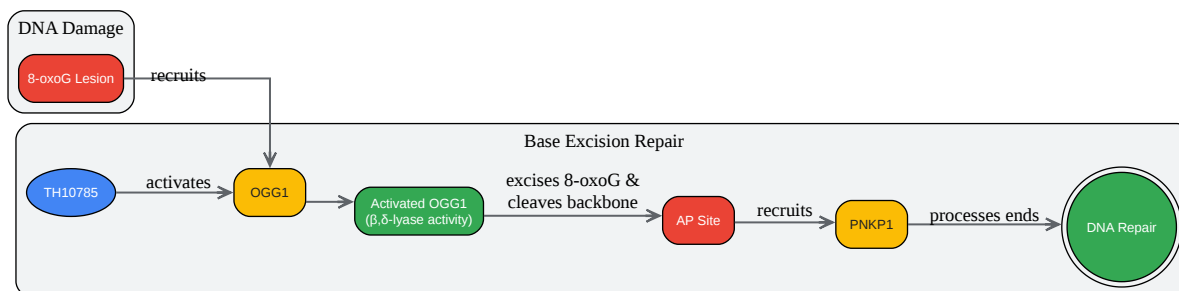 DNA Damage
8-oxoG Lesion
recruits
Base Excision Repair
TH10785
activates
OGG1
Activated OGG1
(β,δ-lyase activity)
excises 8-oxoG &
cleaves backbone
AP Site
recruits
PNKP1
processes ends
DNA Repair